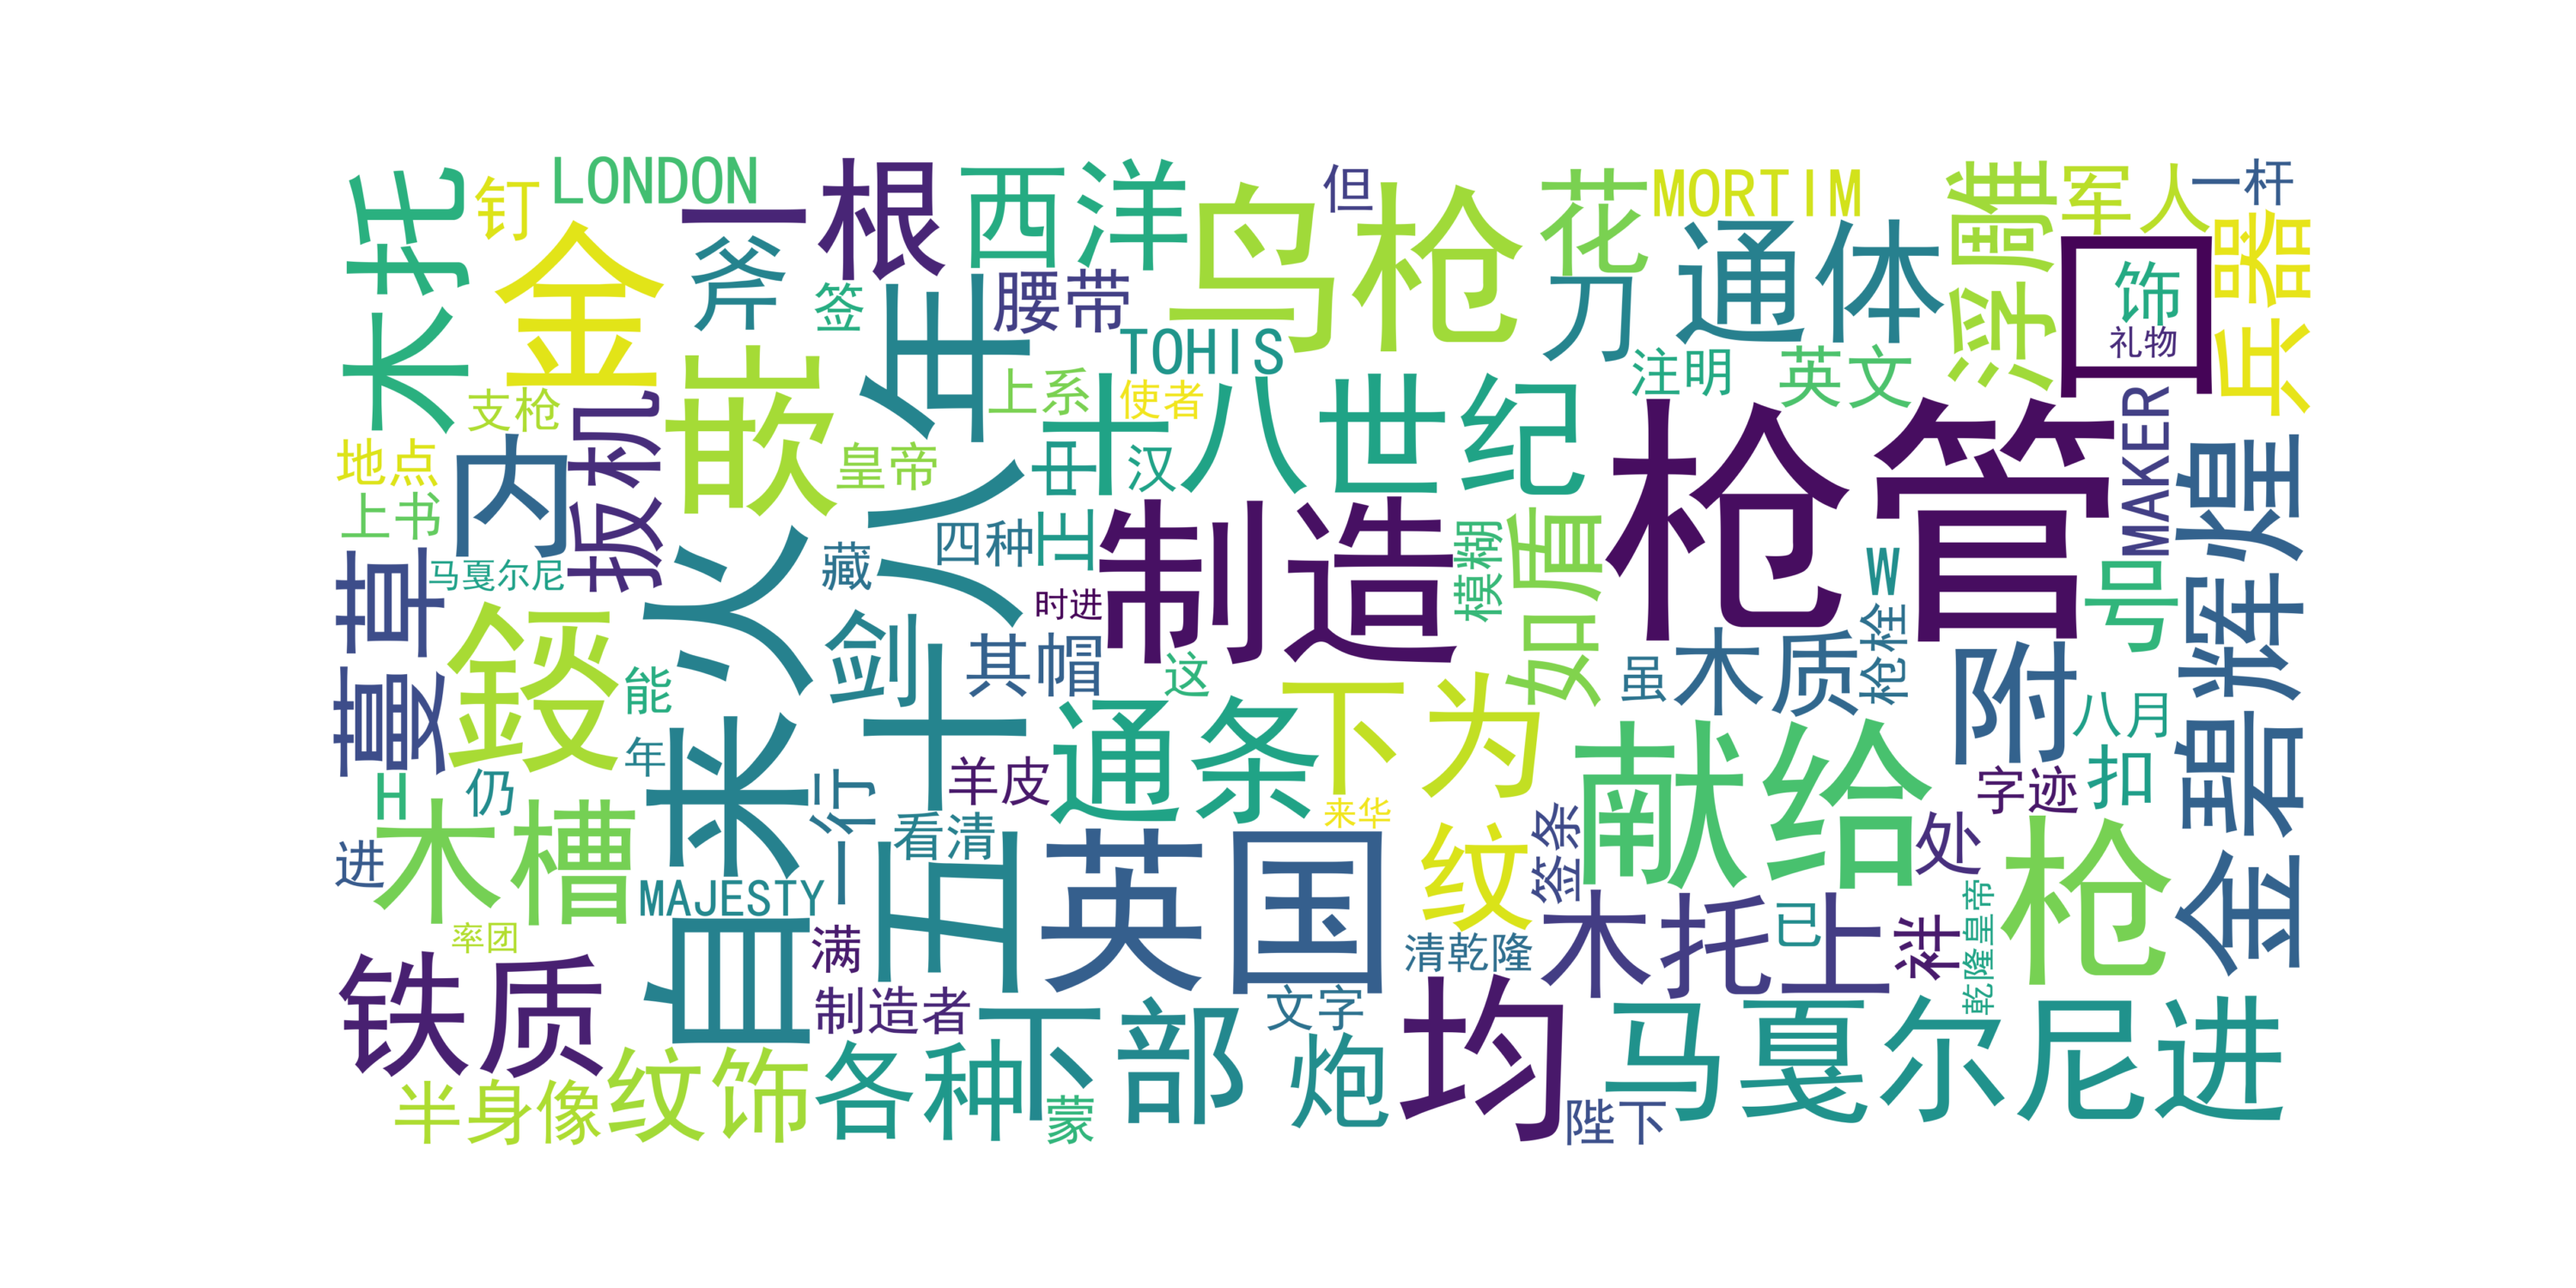 木托
钉
LONDON
金
斧
一根
签
西洋
腰带
鸟枪
但
花
刀
通体
MORTIM
浮雕
军人
一杆
兵器
口
饰
礼物
TOHIS
注明
英文
MAKER
嵌
五十八年
上系
使者
支枪
扳机
地点
上书
内
皇帝
中
十八世纪
汉
枪管
金碧辉煌
蔓草
马戛尔尼
自来火
藏
四种
正
制造
模糊
如盾
W
号
鋄
能
剑
时进
其帽
这
虽
木质
枪栓
附
八月
年
仍
H
木槽
一行
羊皮
通条
下为
献给
字迹
扣
进
看清
来华
签条
处
枪
MAJESTY
英国
纹
木托上
已
袢
乾隆皇帝
率团
满
清乾隆
铁质
制造者
下部
文字
均
马戛尔尼进
半身像
纹饰
各种
蒙
炮
陛下